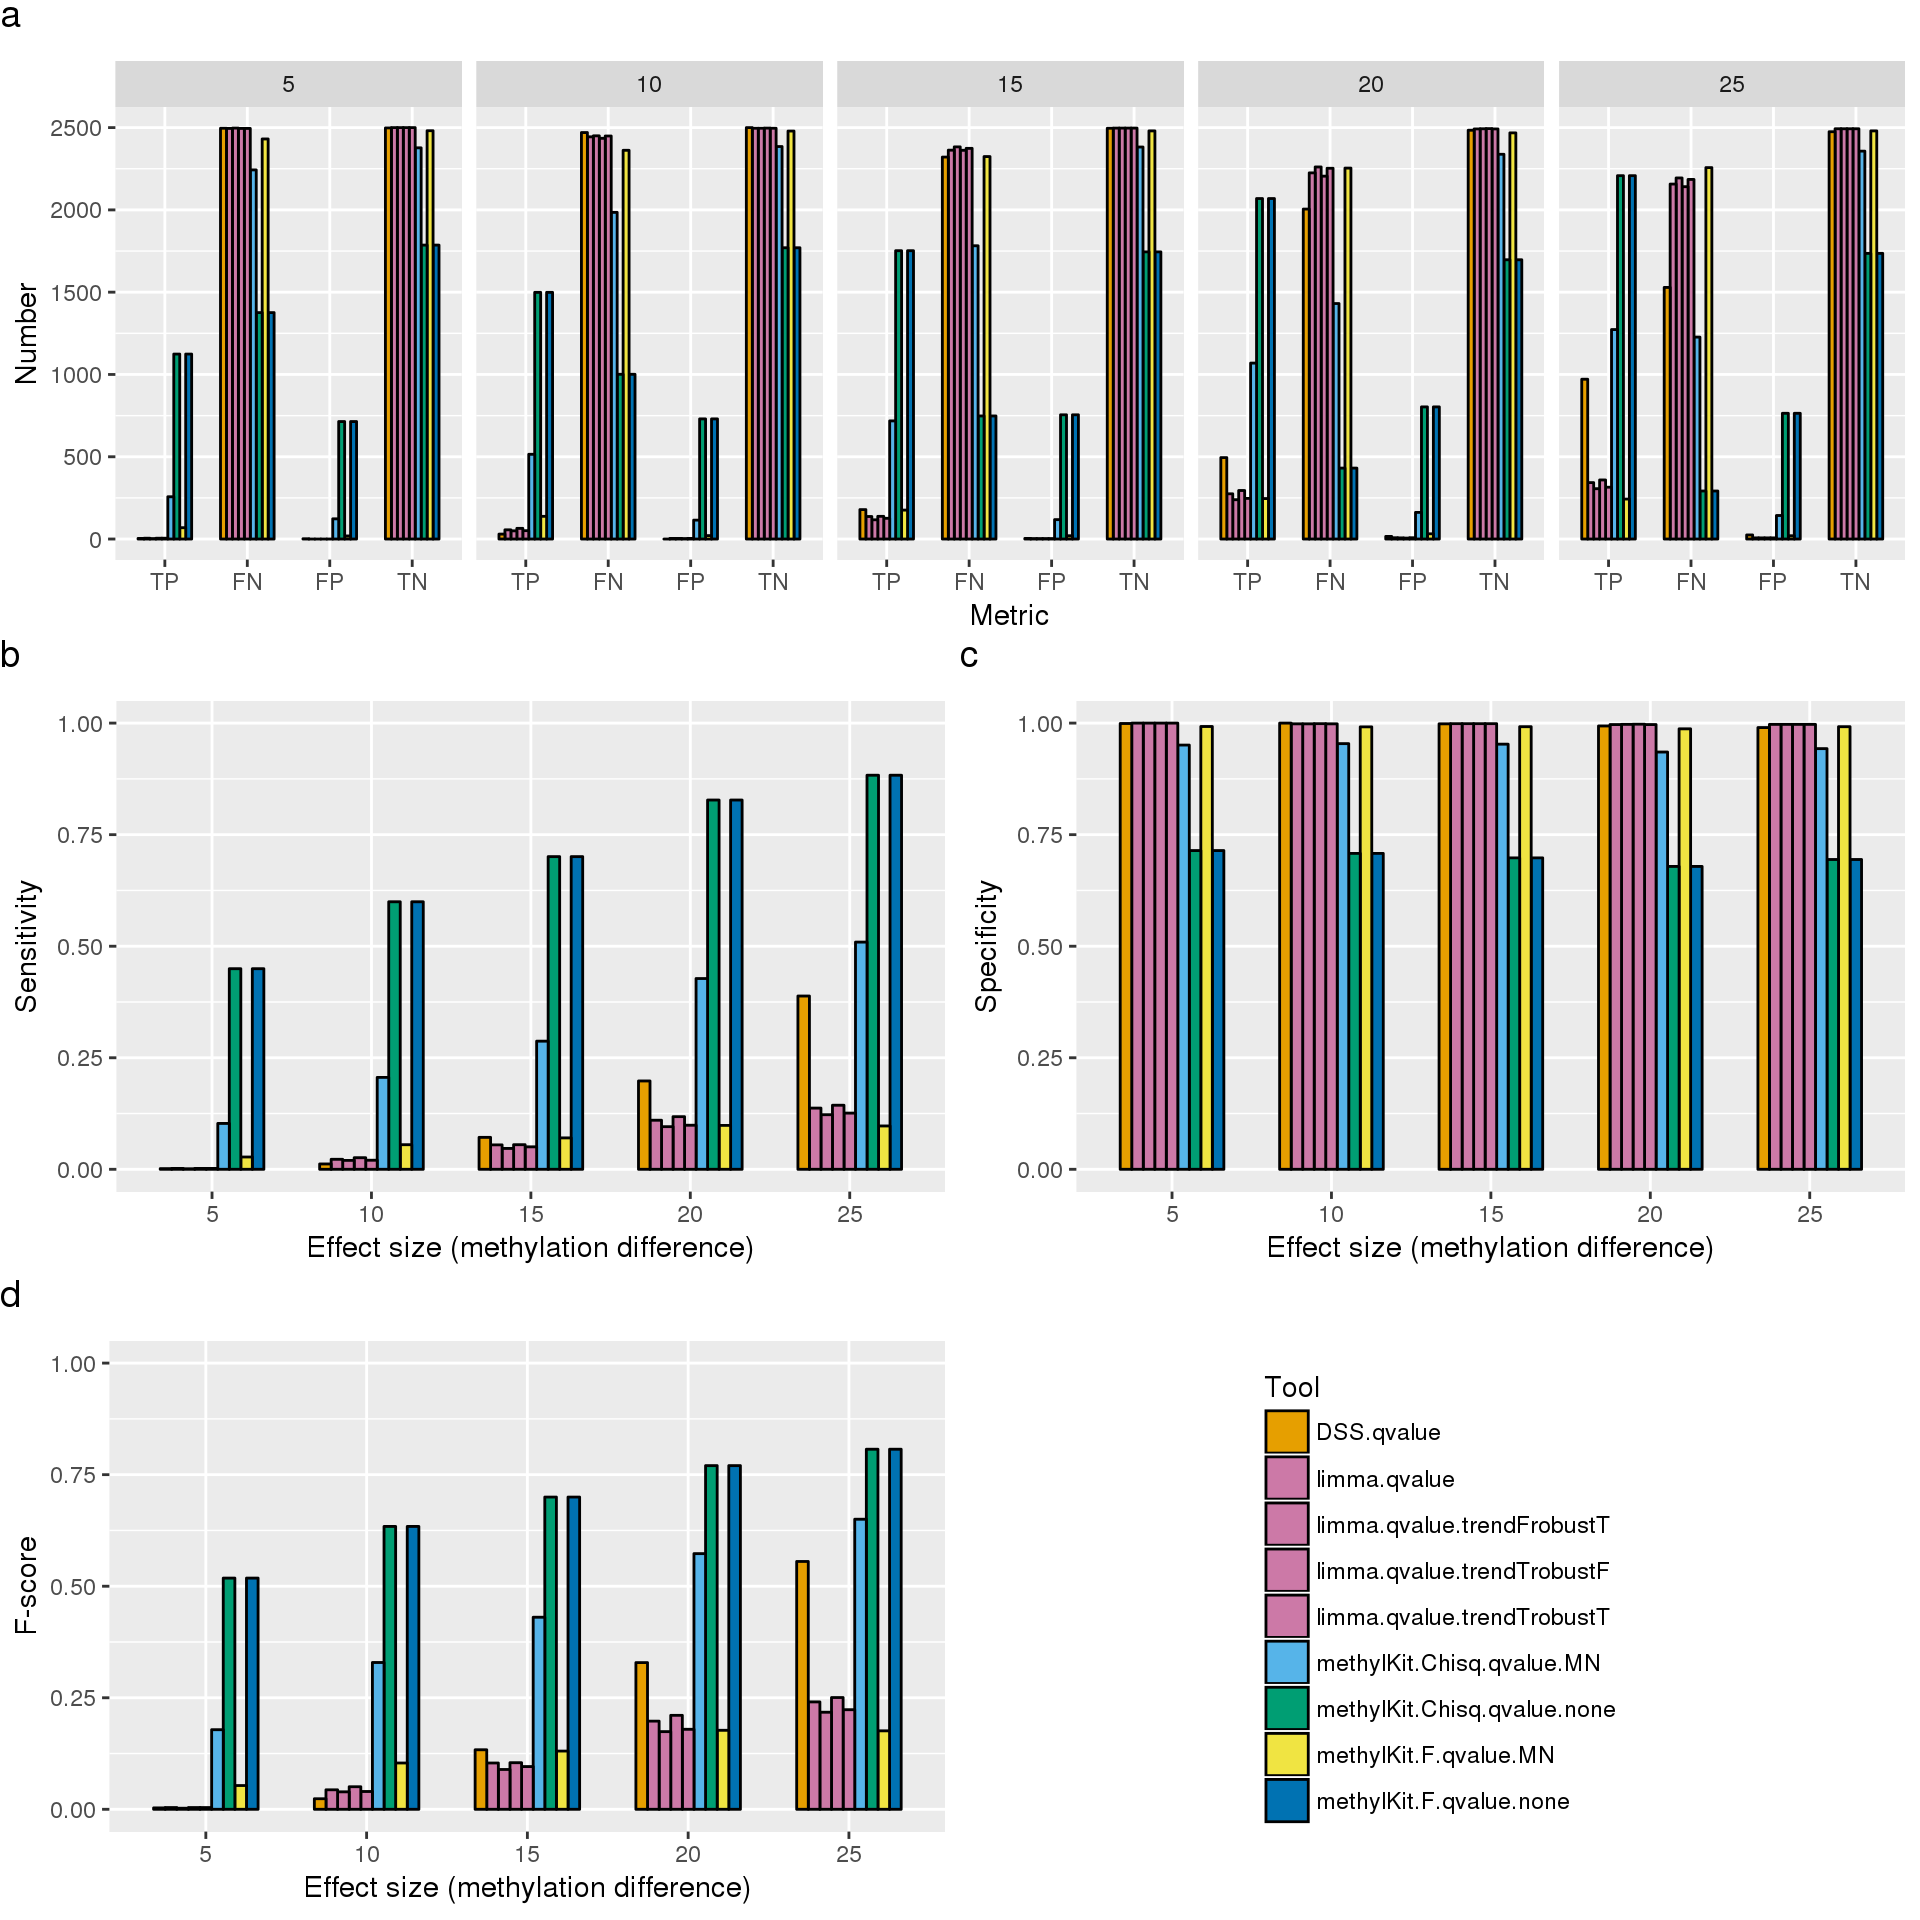 a
5 10 15 20 25
2500
2000
1500
1000
500
0
Number
TP FN FP TN TP FN FP TN TP FN FP TN TP FN FP TN TP FN FP TN
Metric
b
1.00
0.75
0.50
0.25
0.00
Sensitivity
5 10 15 20 25
Effect size (methylation difference)
c
1.00
0.75
0.50
0.25
0.00
Specificity
5 10 15 20 25
Effect size (methylation difference)
d
1.00
0.75
0.50
0.25
0.00
F-score
5 10 15 20 25
Effect size (methylation difference)
Tool
DSS.qvalue
limma.qvalue
limma.qvalue.trendFrobustT
limma.qvalue.trendTrobustF
limma.qvalue.trendTrobustT
methylKit.Chisq.qvalue.MN
methylKit.Chisq.qvalue.none
methylKit.F.qvalue.MN
methylKit.F.qvalue.none